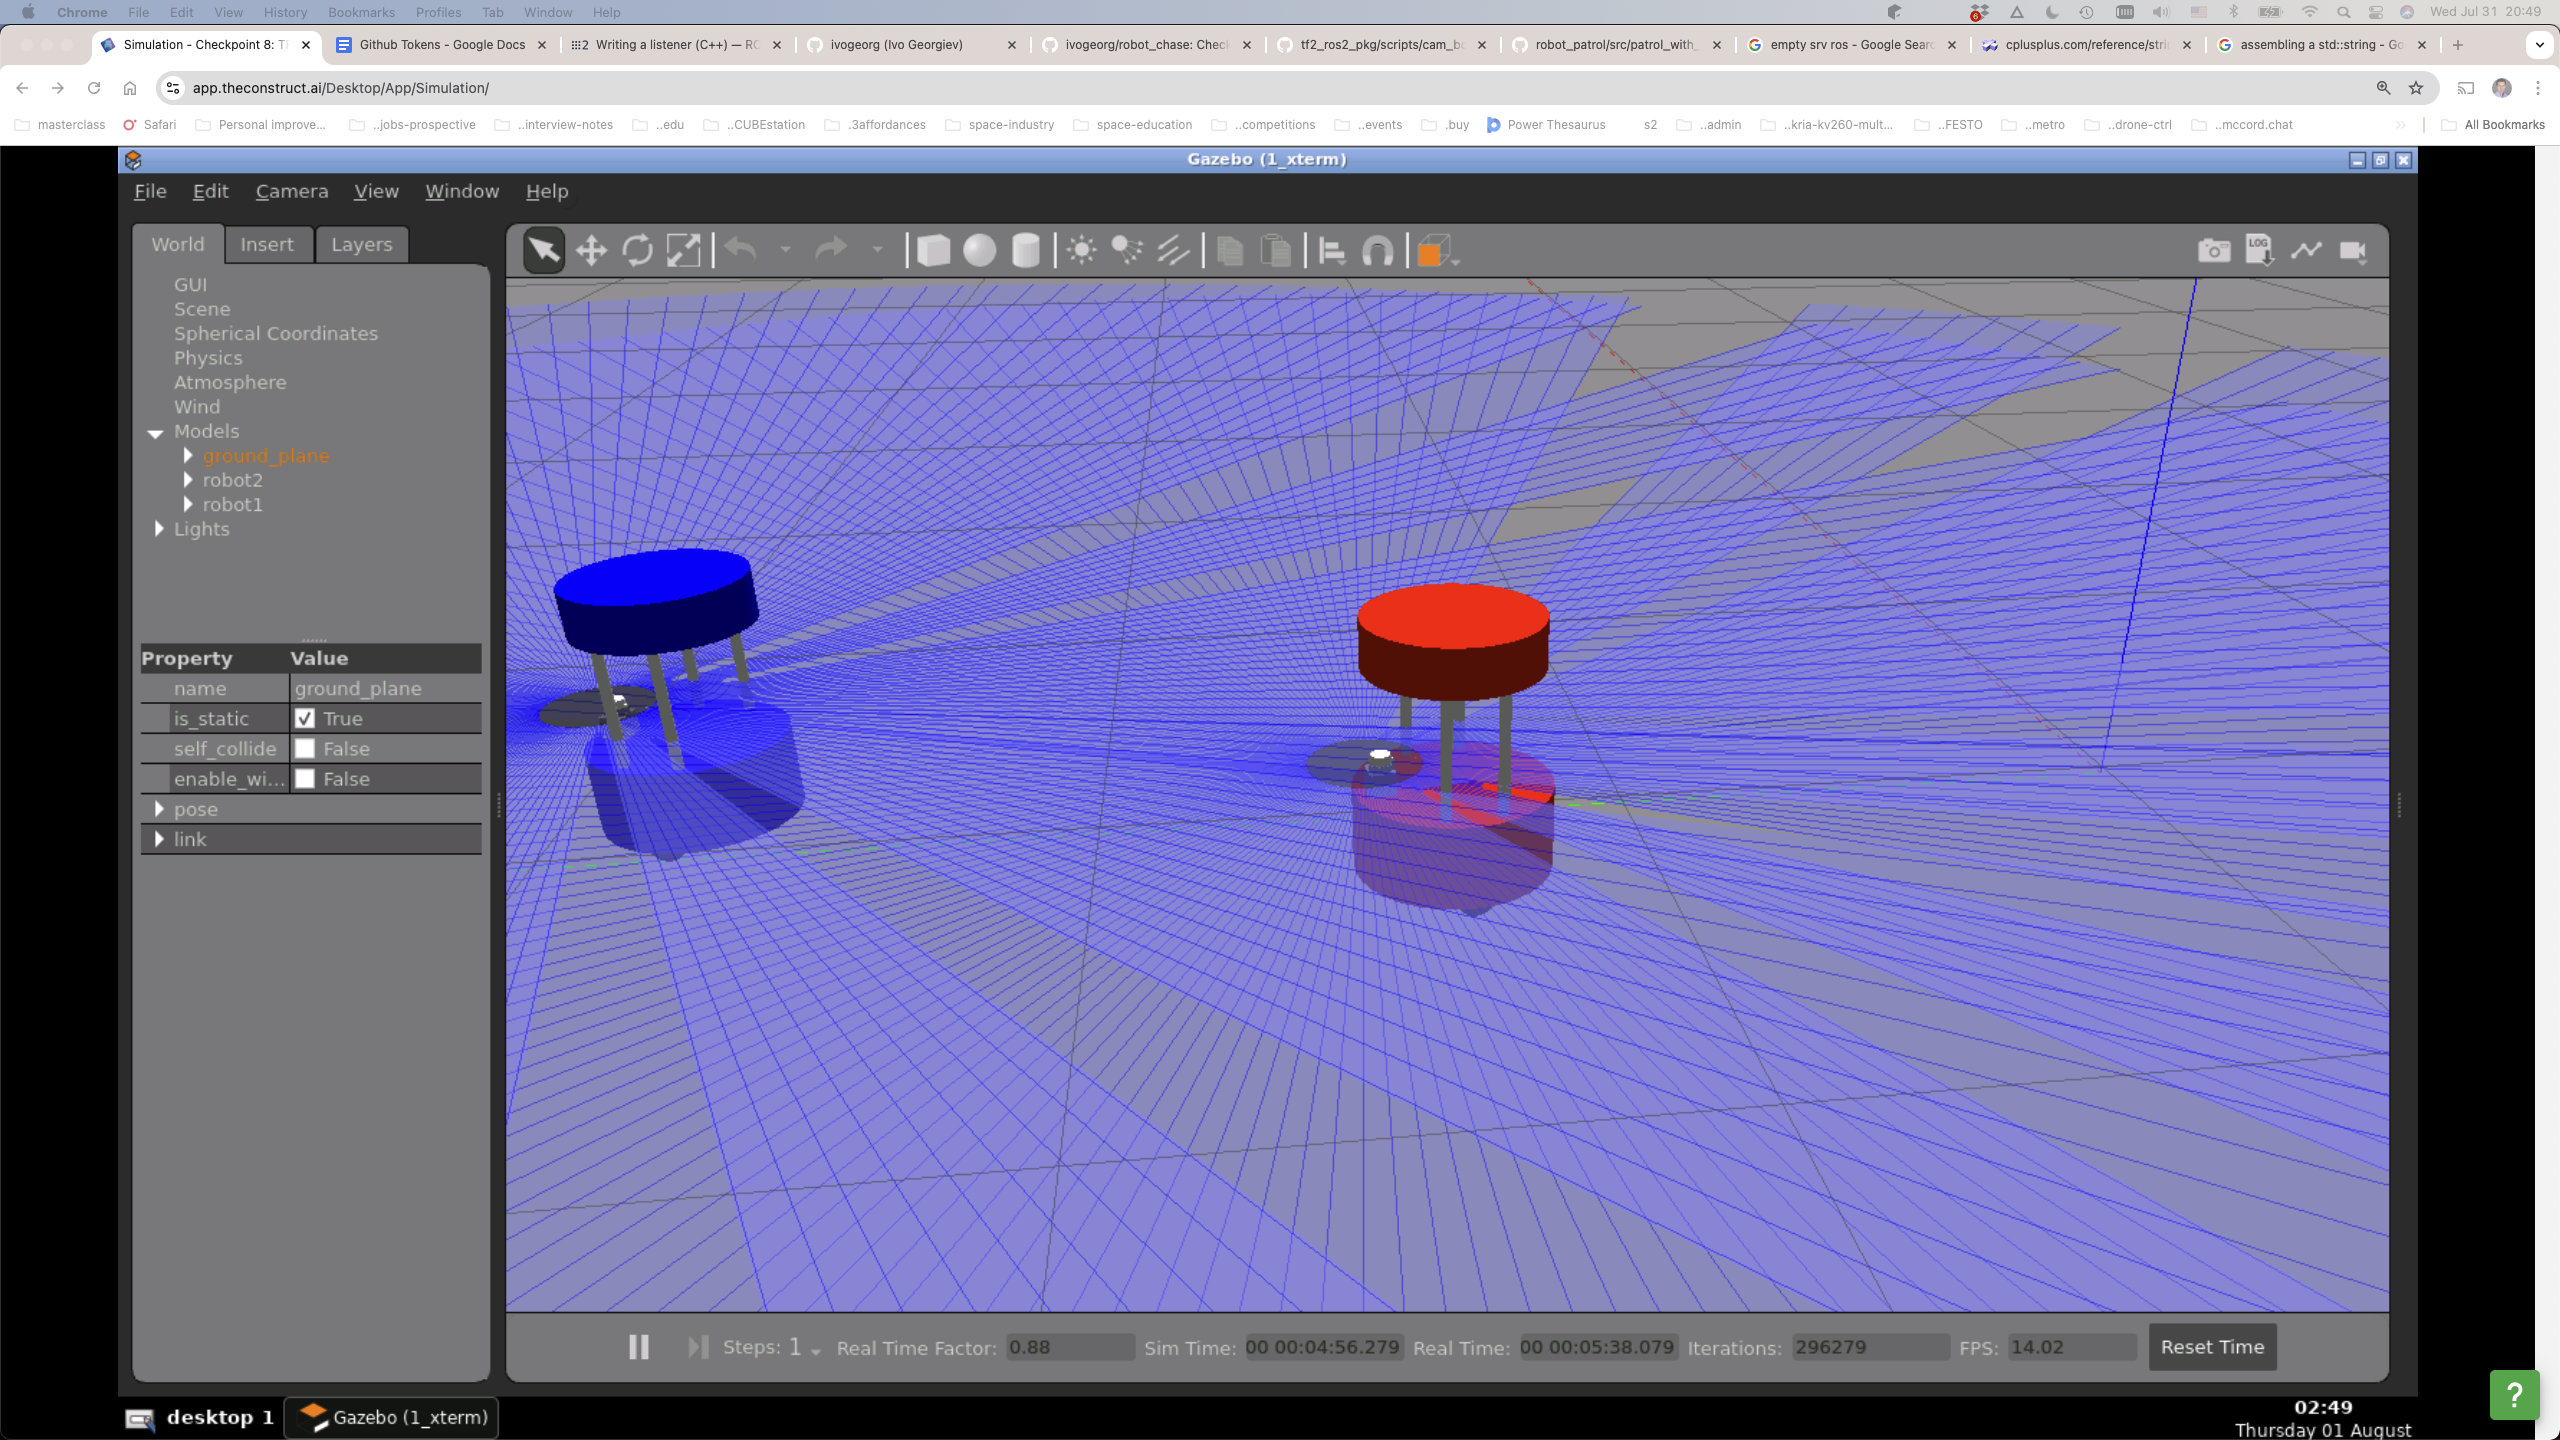 Chrome File Edit View History Bookmarks Profiles Tab Window Help Wed Jul 31 20:49
Simulation - Checkpoint 8: Github Tokens - Google Docs Writing a listener (C++) — RO ivogeorg (Ivo Georgiev) ivogeorg/robot_chase: Chec tf2_ros2_pkg/scripts/cam_b robot_patrol/src/patrol_with_ empty srv ros - Google Sear cplusplus.com/reference/stri assembling a std::string - Go
app.theconstruct.ai/Desktop/App/Simulation/
masterclass Safari Personal improve... ..jobs-prospective ..interview-notes ..edu ..CUBEstation .3affordances space-industry space-education ..competitions ..events .buy Power Thesaurus s2 ..admin ..kria-kv260-mult... ..FESTO ..metro ..drone-ctrl ..mccord.chat All Bookmarks
Gazebo (1_xterm)
File Edit Camera View Window Help
World Insert Layers
LOG
GUI
Scene
Spherical Coordinates
Physics
Atmosphere
Wind
Models
ground_plane
robot2
robot1
Lights
Property Value
name ground_plane
is_static True
self_collide False
enable_wi... False
pose
link
Steps: 1 Real Time Factor: 0.88 Sim Time: 00 00:04:56.279 Real Time: 00 00:05:38.079 Iterations: 296279 FPS: 14.02 Reset Time
?
desktop 1 Gazebo (1_xterm) 02:49
Thursday 01 August